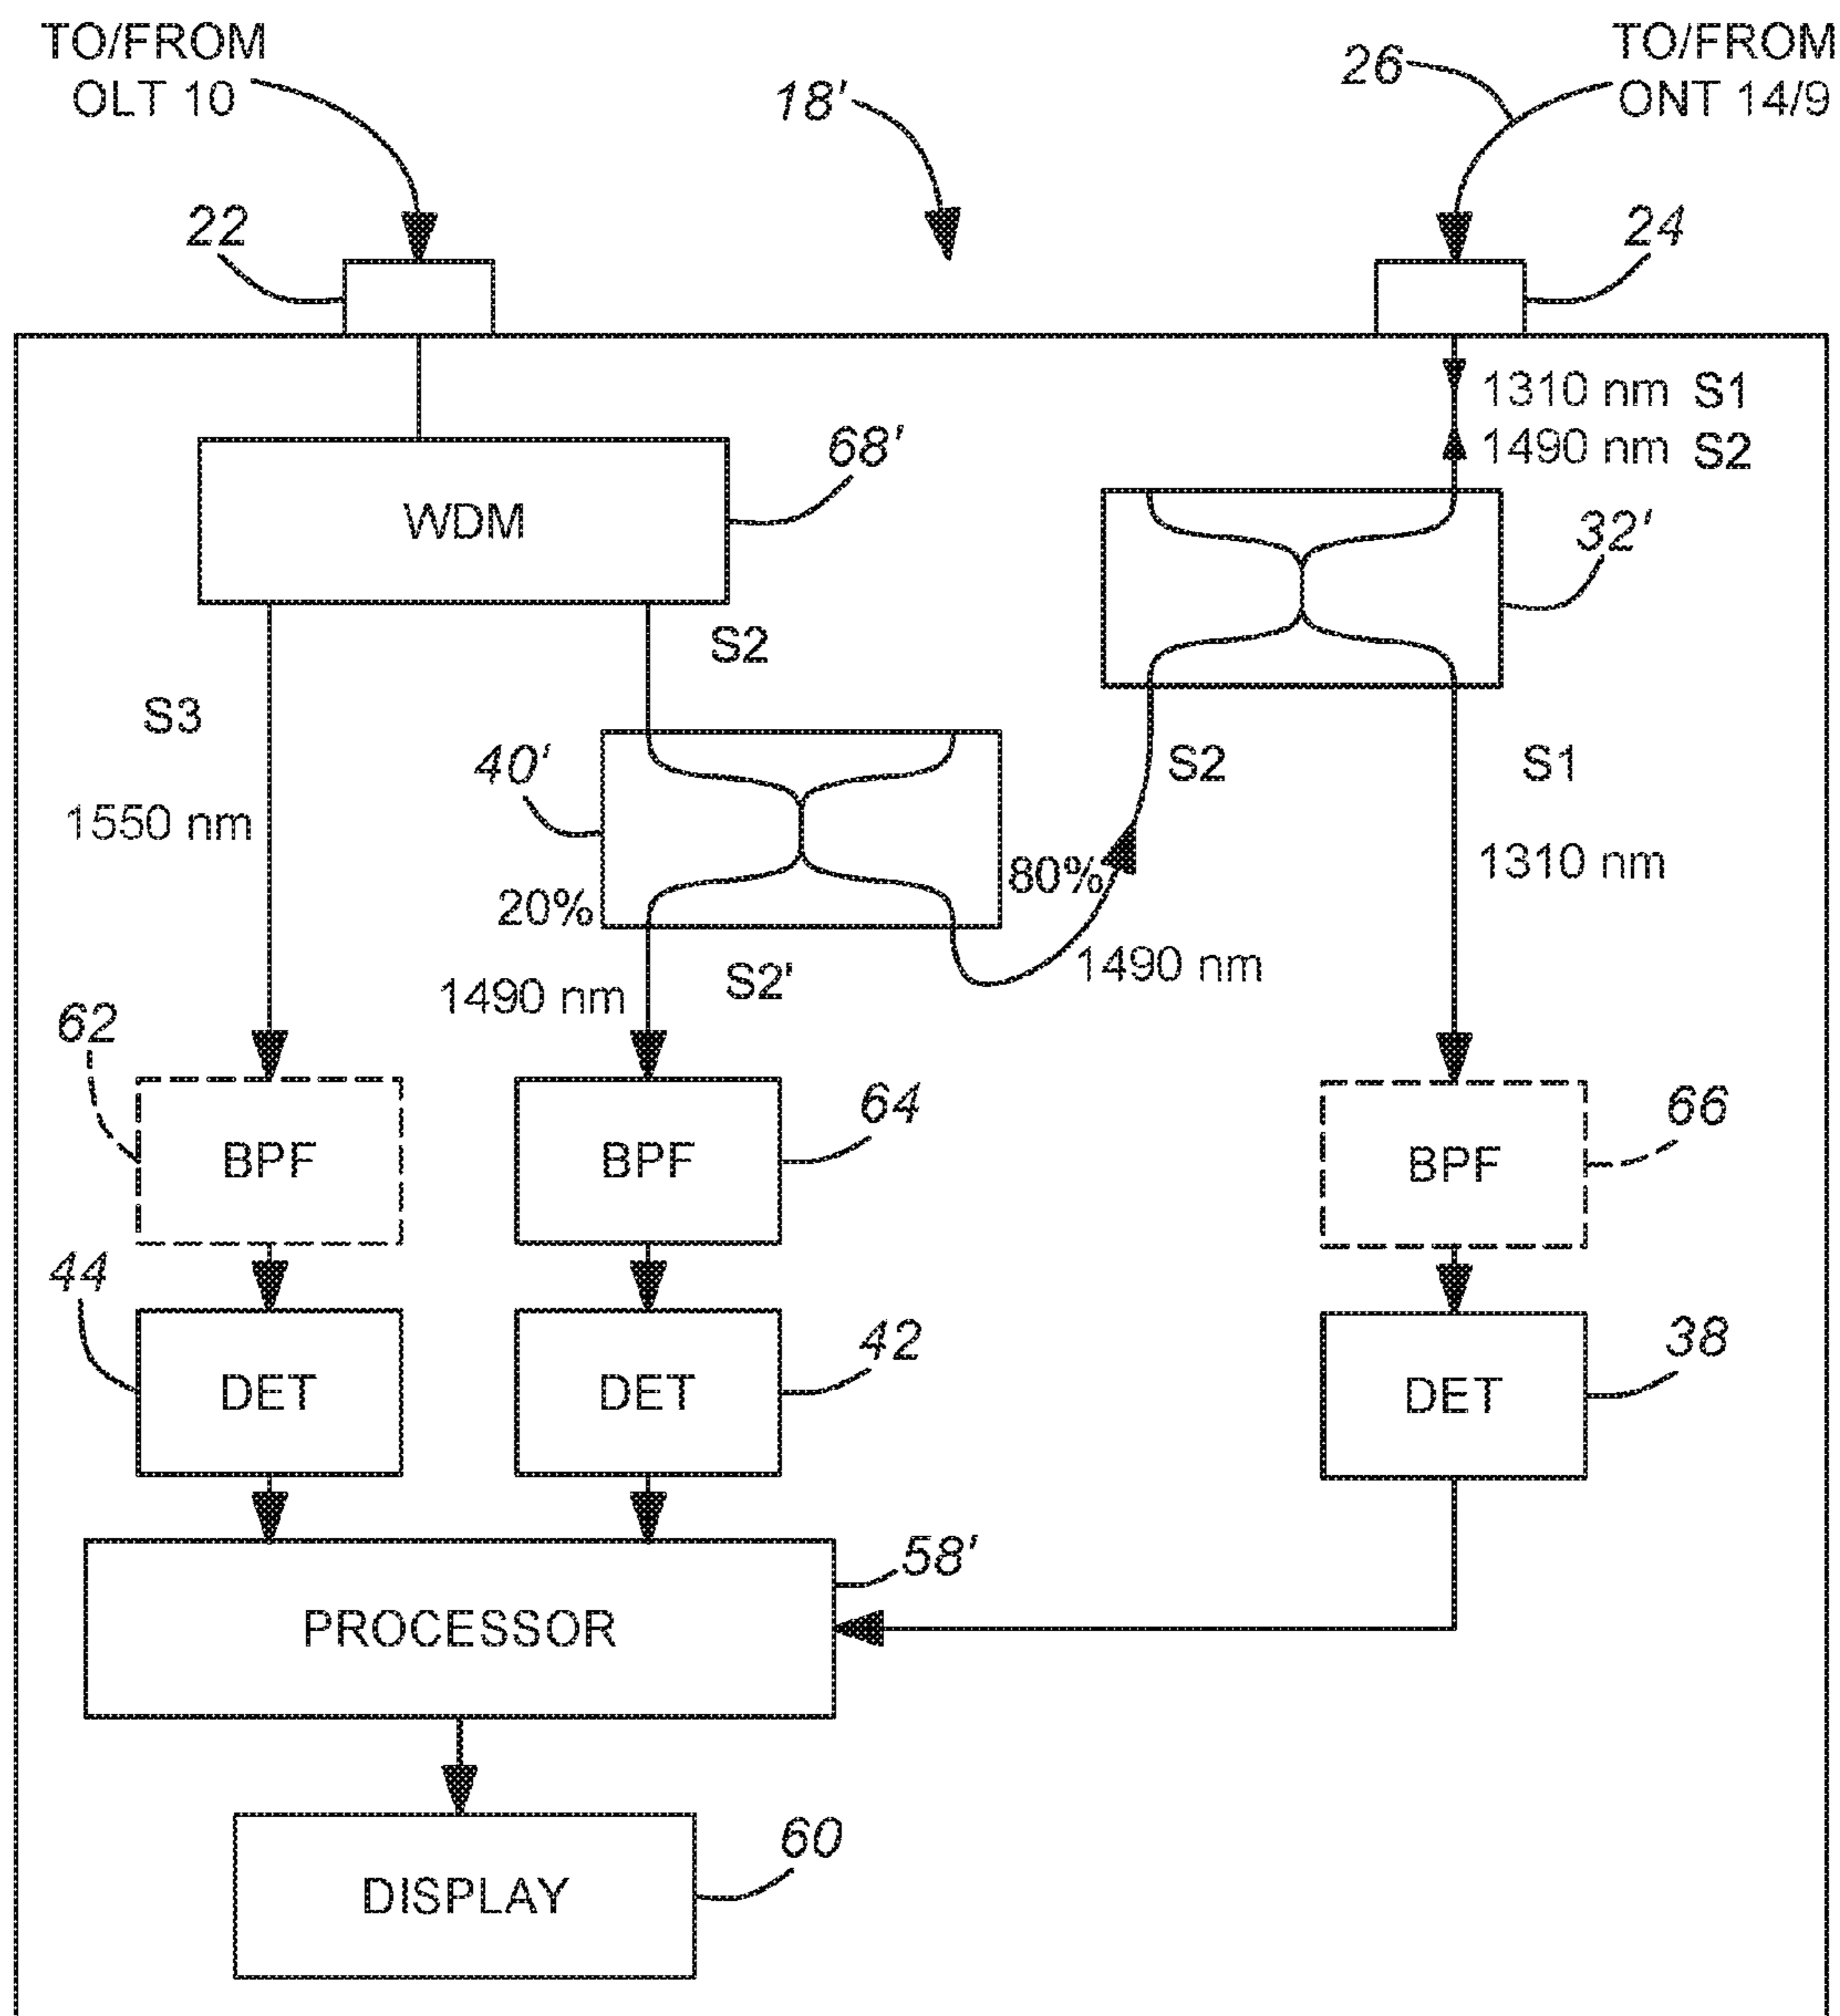 TO/FROM
OLT 10
18'
26
TO/FROM
ONT 14/9
22
24
1310 nm S1
1490 nm S2
WDM
68'
32'
S2
S3
40'
S2
S1
1550 nm
80%
1310 nm
20%
1490 nm
S2'
1490 nm
62
BPF
BPF
64
BPF
66
44
DET
DET
42
DET
38
PROCESSOR
58'
DISPLAY
60